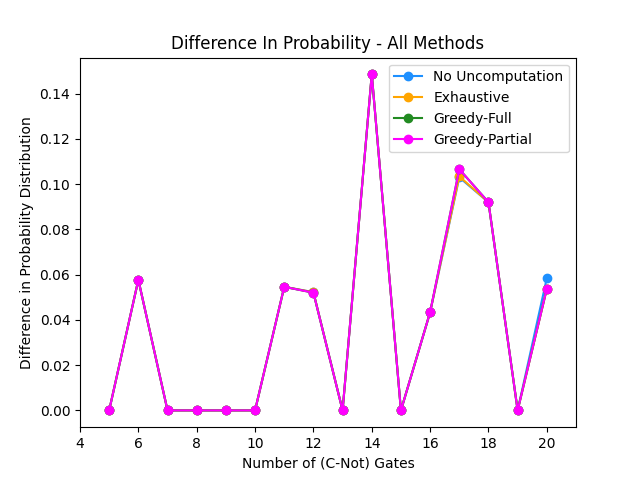 Difference In Probability - All Methods
No Uncomputation
Exhaustive
Greedy-Full
Greedy-Partial
Difference in Probability Distribution
0.14
0.12
0.10
0.08
0.06
0.04
0.02
0.00
4 6 8 10 12 14 16 18 20
Number of (C-Not) Gates